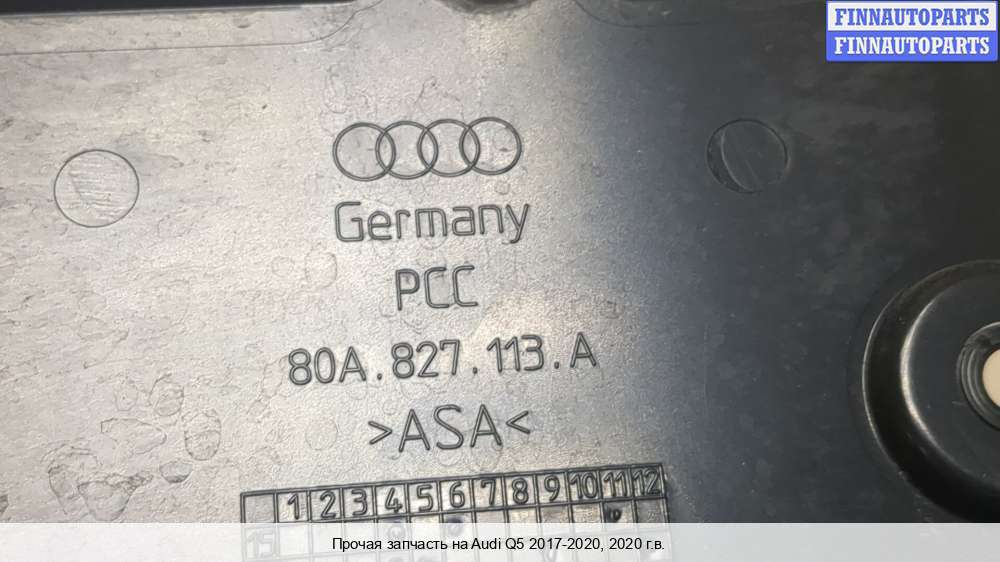 FINNAUTOPARTS
FINNAUTOPARTS
Germany
PCC
80A.827.113.A
>ASA<
1 2 3 4 5 6 7 8 9 10 11 12
15
Прочая запчасть на Audi Q5 2017-2020, 2020 г.в.